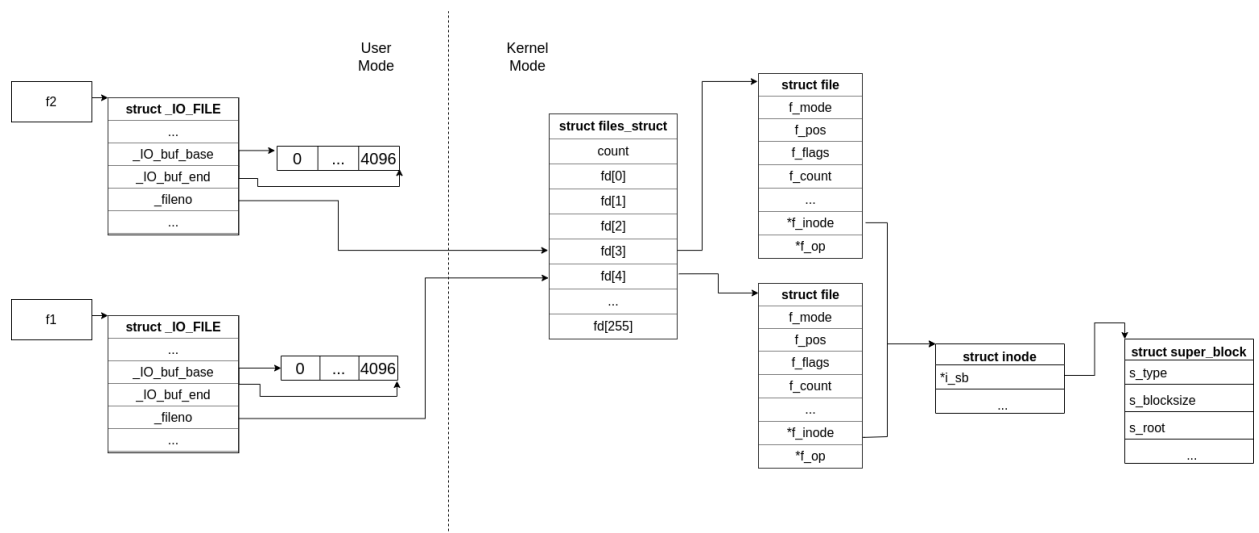 User
Mode
Kernel
Mode
f2
struct _IO_FILE
...
_IO_buf_base
_IO_buf_end
_fileno
...
0 ... 4096
f1
struct _IO_FILE
...
_IO_buf_base
_IO_buf_end
_fileno
...
0 ... 4096
struct files_struct
count
fd[0]
fd[1]
fd[2]
fd[3]
fd[4]
...
fd[255]
struct file
f_mode
f_pos
f_flags
f_count
...
*f_inode
*f_op
struct file
f_mode
f_pos
f_flags
f_count
...
*f_inode
*f_op
struct inode
*i_sb
...
struct super_block
s_type
s_blocksize
s_root
...